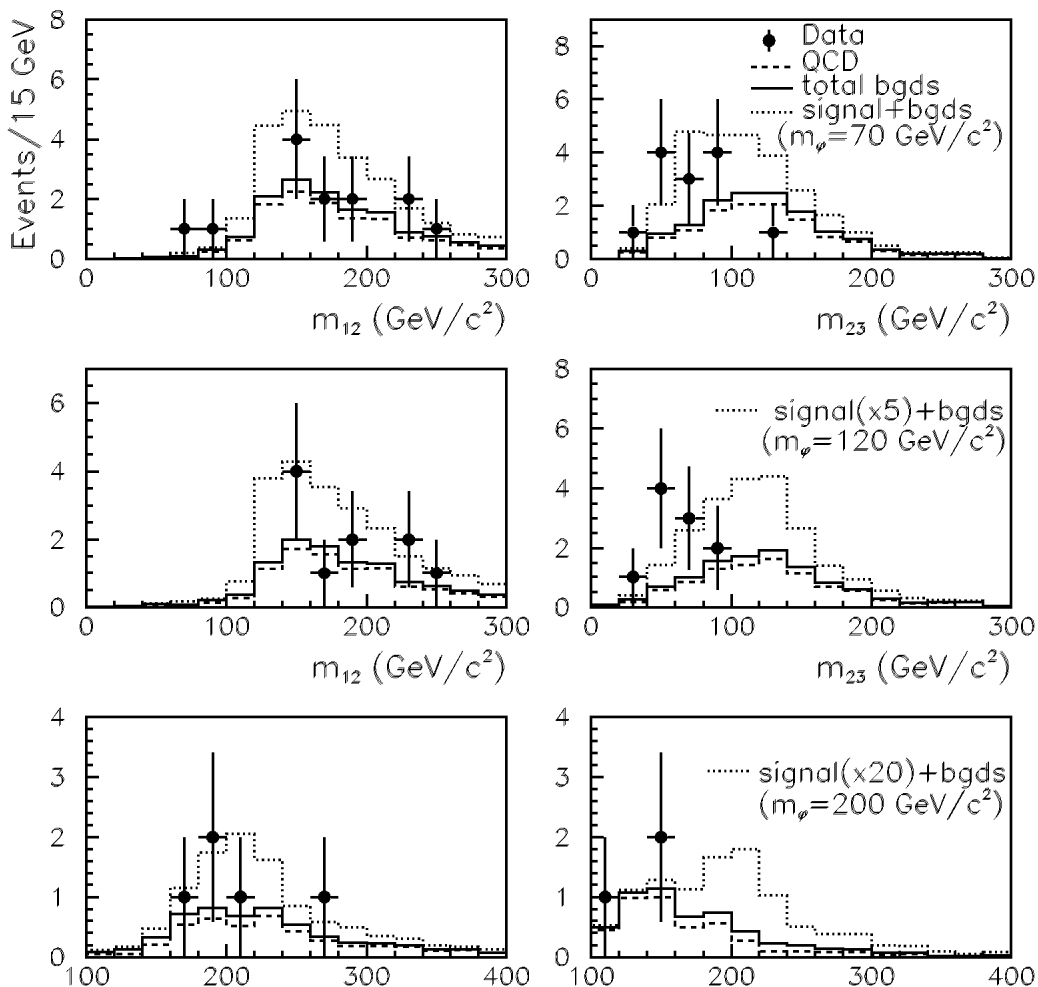 Events/15 GeV
8
6
4
2
0
0 100 200 300
m12 (GeV/c²)
8
6
4
2
0
Data
QCD
total bgds
signal+bgds
(mφ=70 GeV/c²)
0 100 200 300
m23 (GeV/c²)
6
4
2
0
0 100 200 300
m12 (GeV/c²)
8
6
4
2
0
signal(x5)+bgds
(mφ=120 GeV/c²)
0 100 200 300
m23 (GeV/c²)
4
3
2
1
0
100 200 300 400
4
3
2
1
0
signal(x20)+bgds
(mφ=200 GeV/c²)
100 200 300 400